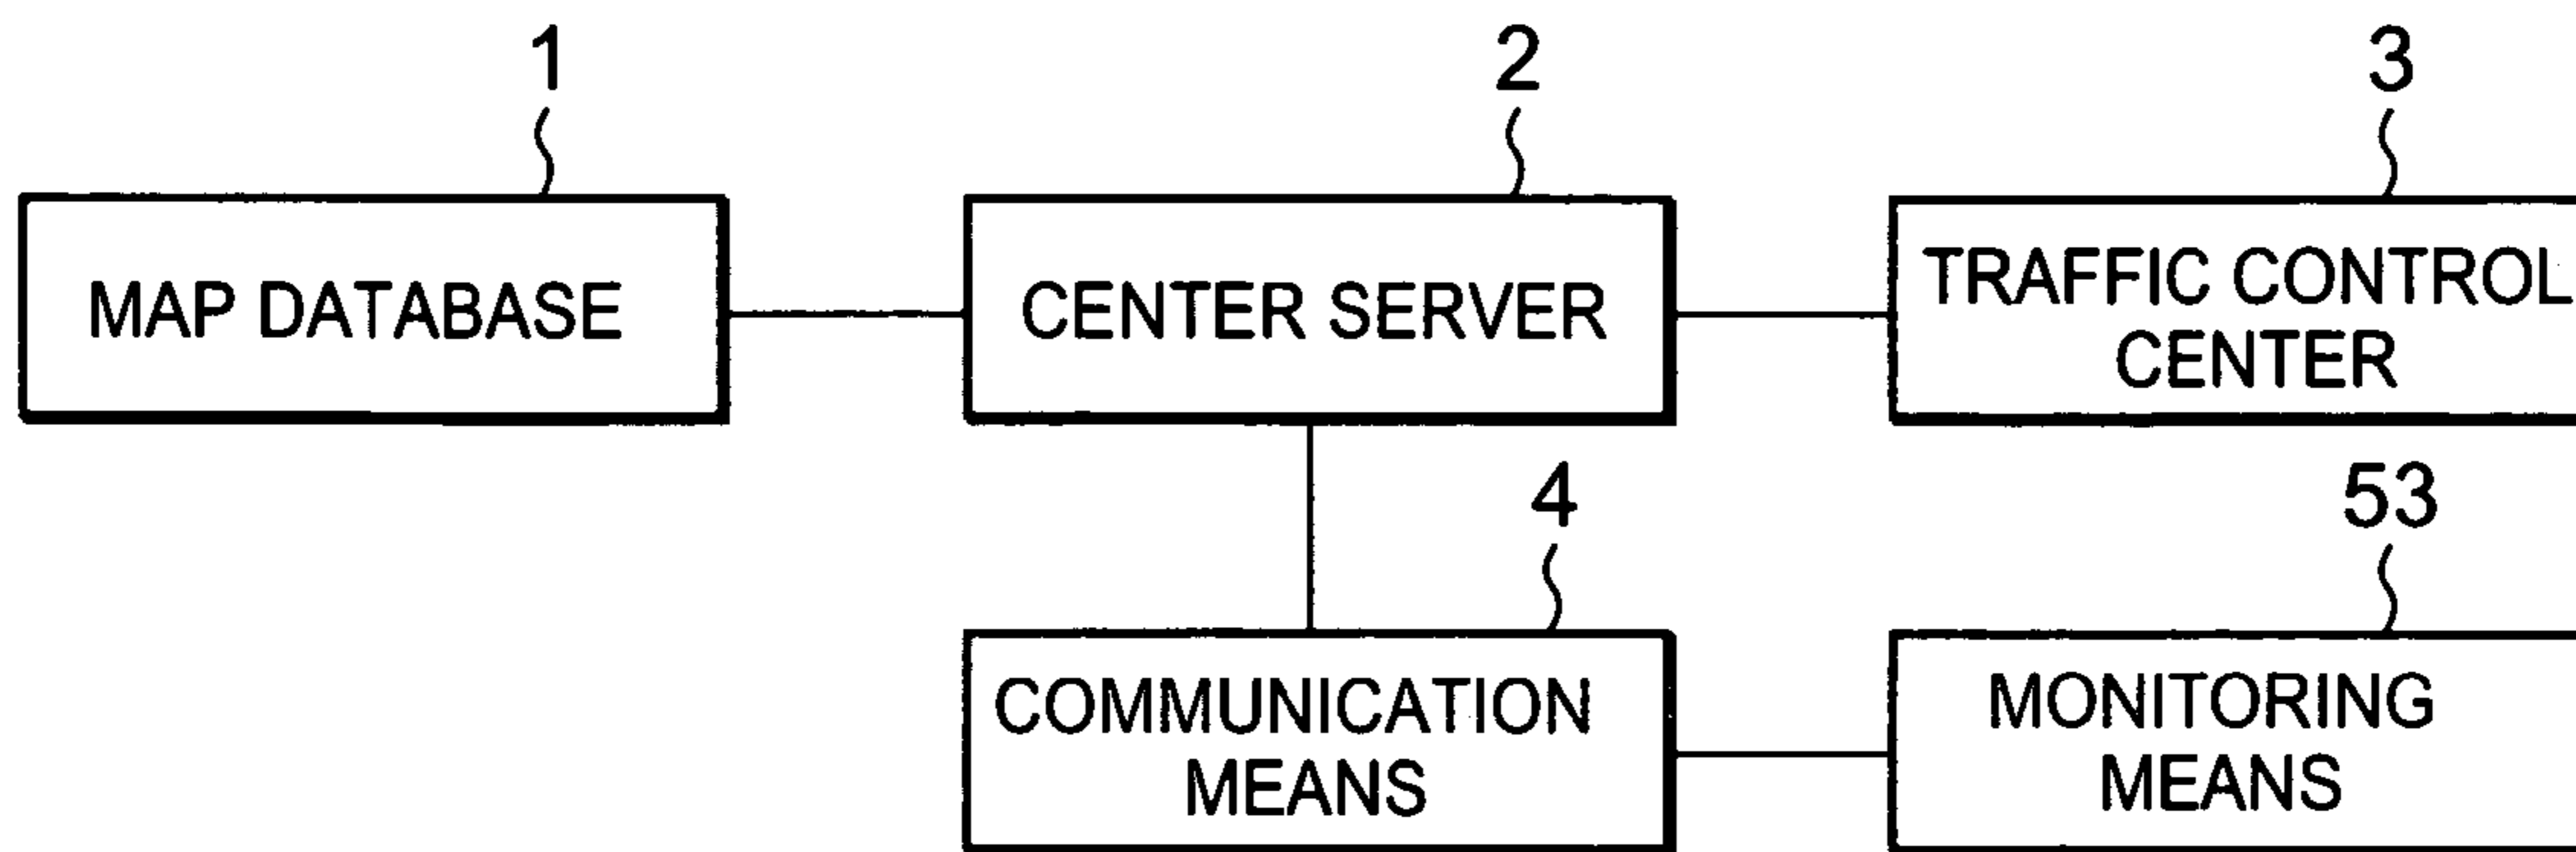 1
2
3
MAP DATABASE
CENTER SERVER
TRAFFIC CONTROL
CENTER
4
53
COMMUNICATION
MEANS
MONITORING
MEANS